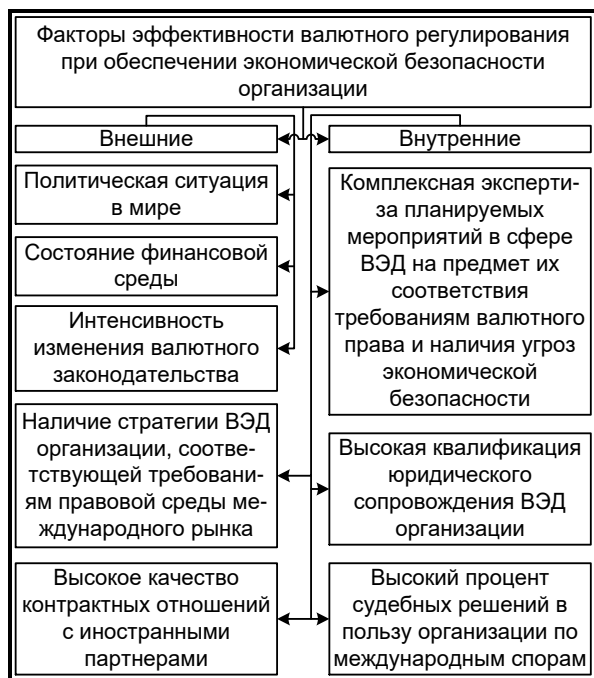 Факторы эффективности валютного регулирования
при обеспечении экономической безопасности
организации
Внешние
Внутренние
Политическая ситуация
в мире
Состояние финансовой
среды
Интенсивность
изменения валютного
законодательства
Комплексная эксперти-
за планируемых
мероприятий в сфере
ВЭД на предмет их
соответствия
требованиям валютного
права и наличия угроз
экономической
безопасности
Наличие стратегии ВЭД
организации, соответ-
ствующей требовани-
ям правовой среды ме-
ждународного рынка
Высокая квалификация
юридического
сопровождения ВЭД
организации
Высокое качество
контрактных отношений
с иностранными
партнерами
Высокий процент
судебных решений в
пользу организации по
международным спорам